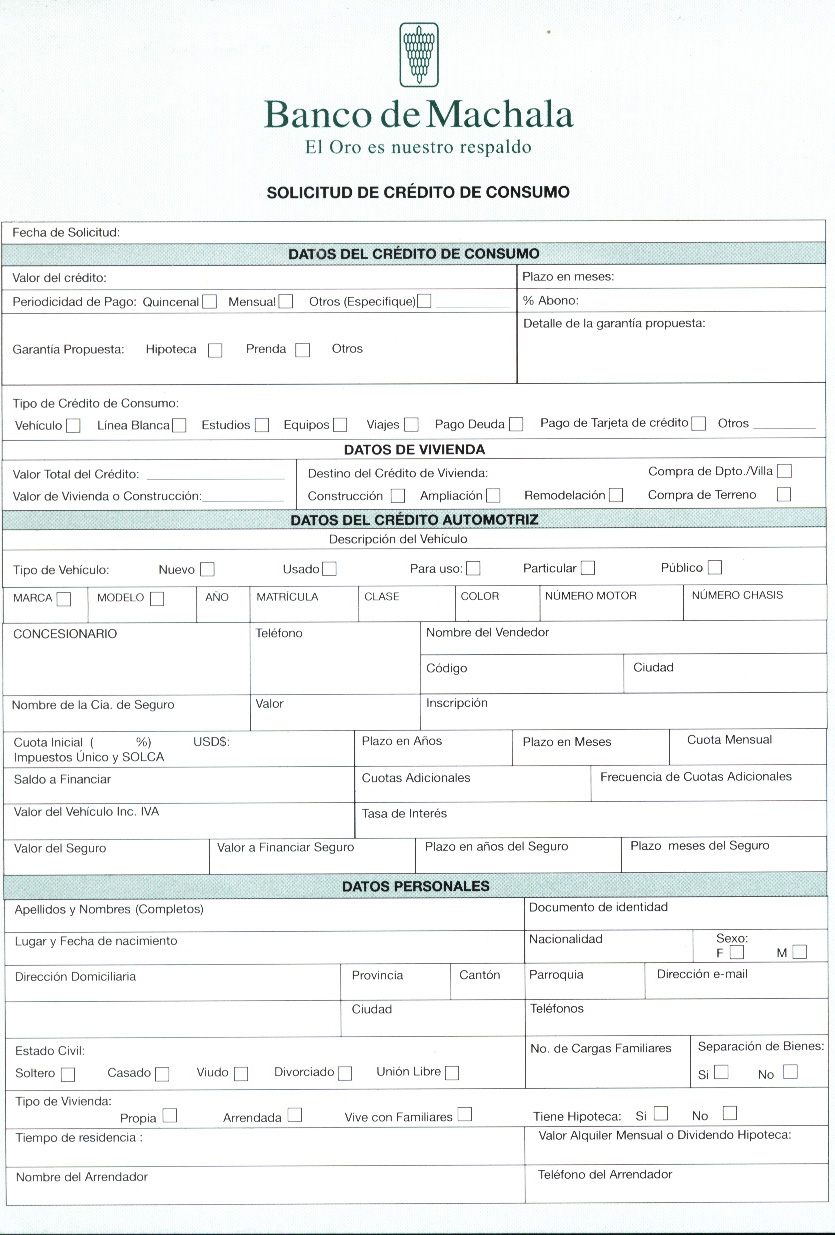 Banco de Machala
El Oro es nuestro respaldo
SOLICITUD DE CRÉDITO DE CONSUMO
Fecha de Solicitud:
DATOS DEL CRÉDITO DE CONSUMO
Valor del crédito:
Plazo en meses:
Periodicidad de Pago: Quincenal Mensual Otros (Especifique)
% Abono:
Detalle de la garantía propuesta:
Garantía Propuesta: Hipoteca Prenda Otros
Tipo de Crédito de Consumo:
Vehículo Línea Blanca Estudios Equipos Viajes Pago Deuda Pago de Tarjeta de crédito Otros
DATOS DE VIVIENDA
Valor Total del Crédito: Destino del Crédito de Vivienda: Compra de Dpto./Villa
Valor de Vivienda o Construcción: Construcción Ampliación Remodelación Compra de Terreno
DATOS DEL CRÉDITO AUTOMOTRIZ
Descripción del Vehículo
Tipo de Vehículo: Nuevo Usado Para uso: Particular Público
MARCA MODELO AÑO MATRÍCULA CLASE COLOR NÚMERO MOTOR NÚMERO CHASIS
CONCESIONARIO Teléfono Nombre del Vendedor
Código Ciudad
Nombre de la Cia. de Seguro Valor Inscripción
Cuota Inicial ( %) USD$: Plazo en Años Plazo en Meses Cuota Mensual
Impuestos Único y SOLCA
Saldo a Financiar Cuotas Adicionales Frecuencia de Cuotas Adicionales
Valor del Vehículo Inc. IVA Tasa de Interés
Valor del Seguro Valor a Financiar Seguro Plazo en años del Seguro Plazo meses del Seguro
DATOS PERSONALES
Apellidos y Nombres (Completos) Documento de identidad
Lugar y Fecha de nacimiento Nacionalidad Sexo:
F M
Dirección Domiciliaria Provincia Cantón Parroquia Dirección e-mail
Ciudad Teléfonos
Estado Civil: No. de Cargas Familiares Separación de Bienes:
Soltero Casado Viudo Divorciado Unión Libre Si No
Tipo de Vivienda:
Propia Arrendada Vive con Familiares Tiene Hipoteca: Si No
Tiempo de residencia : Valor Alquiler Mensual o Dividendo Hipoteca:
Nombre del Arrendador Teléfono del Arrendador